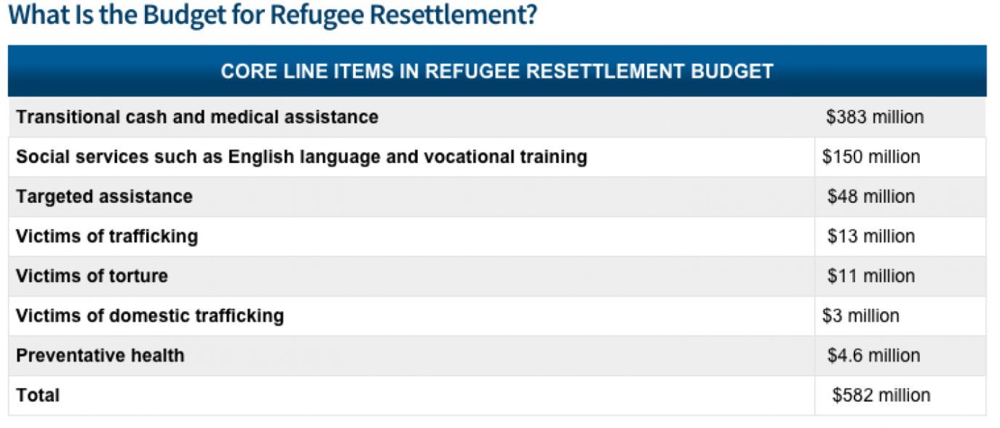 What Is the Budget for Refugee Resettlement?
CORE LINE ITEMS IN REFUGEE RESETTLEMENT BUDGET
Transitional cash and medical assistance $383 million
Social services such as English language and vocational training $150 million
Targeted assistance $48 million
Victims of trafficking $13 million
Victims of torture $11 million
Victims of domestic trafficking $3 million
Preventative health $4.6 million
Total $582 million